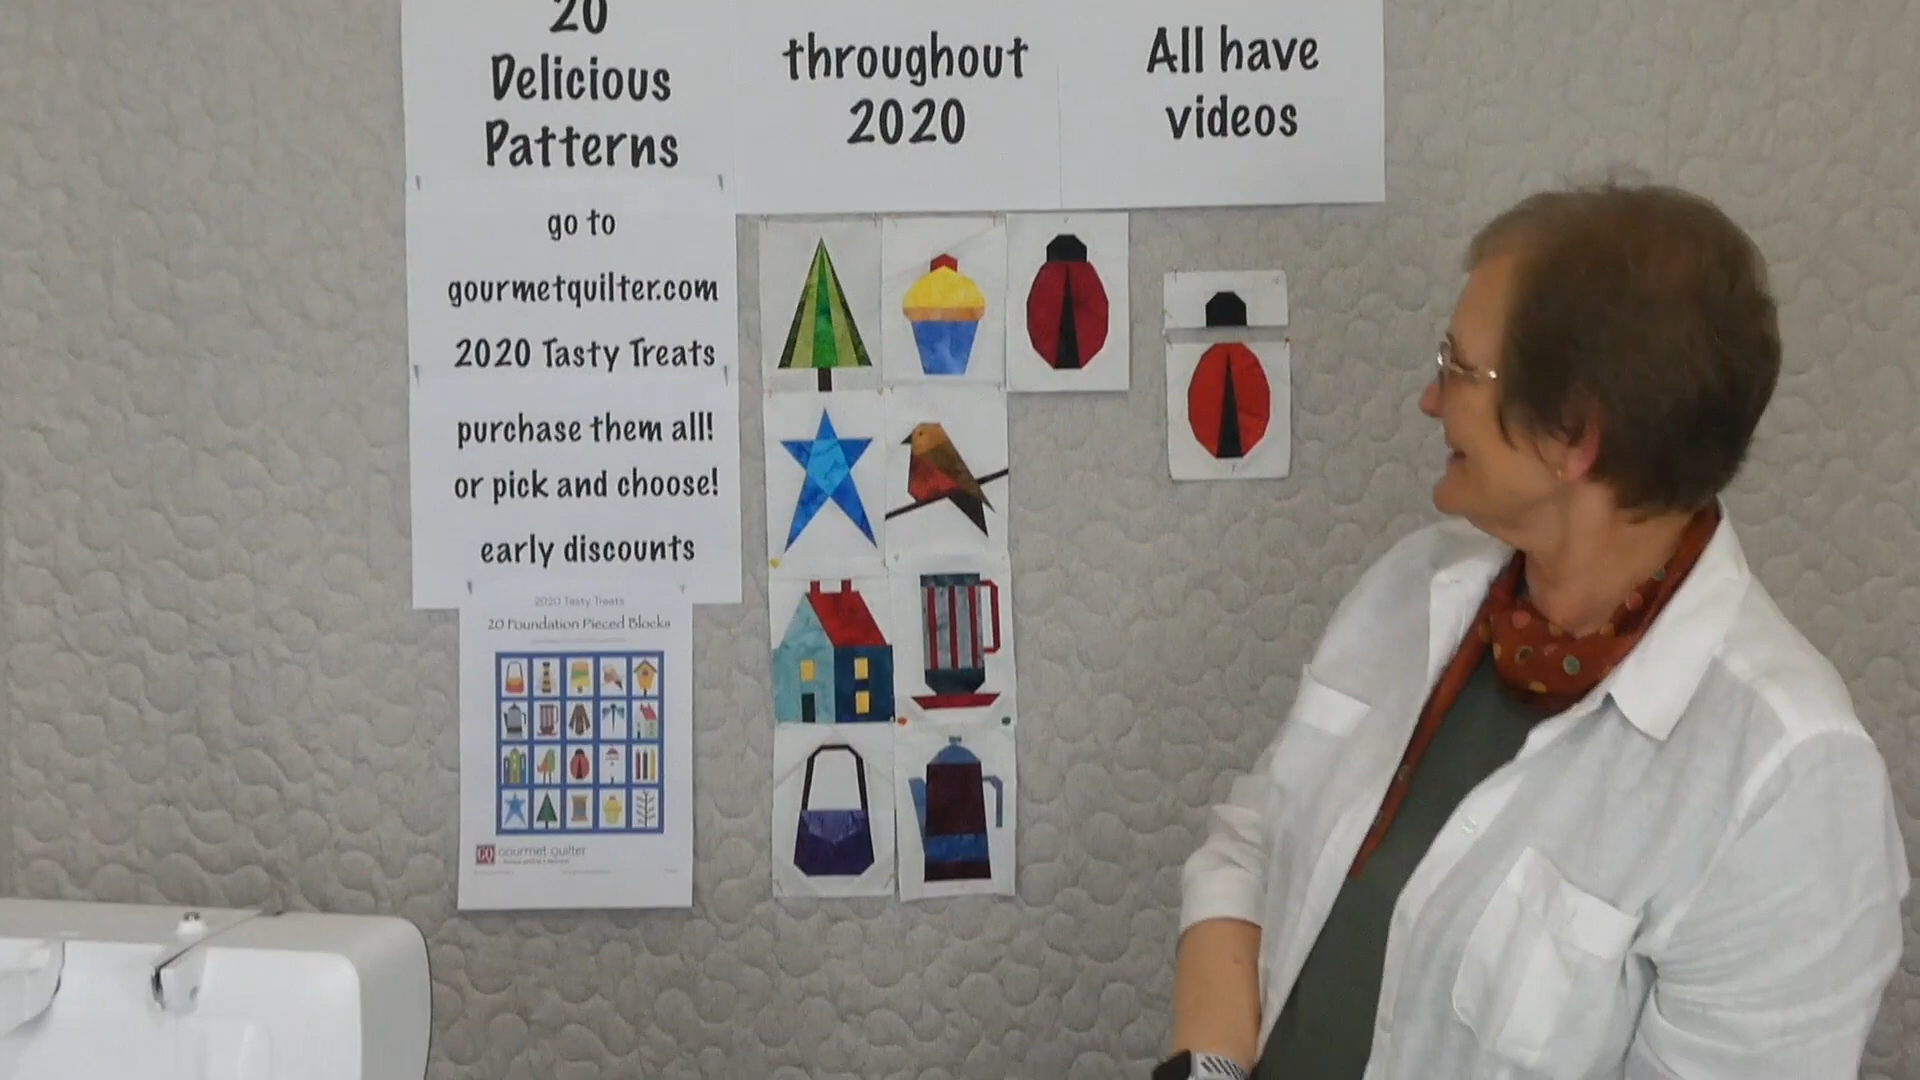 20
Delicious
Patterns
throughout
2020
All have
videos
go to
gourmetquilter.com
2020 Tasty Treats
purchase them all!
or pick and choose!
early discounts
2020 Tasty Treats
20 Foundation Pieced Blocks
GQ gourmet quilter